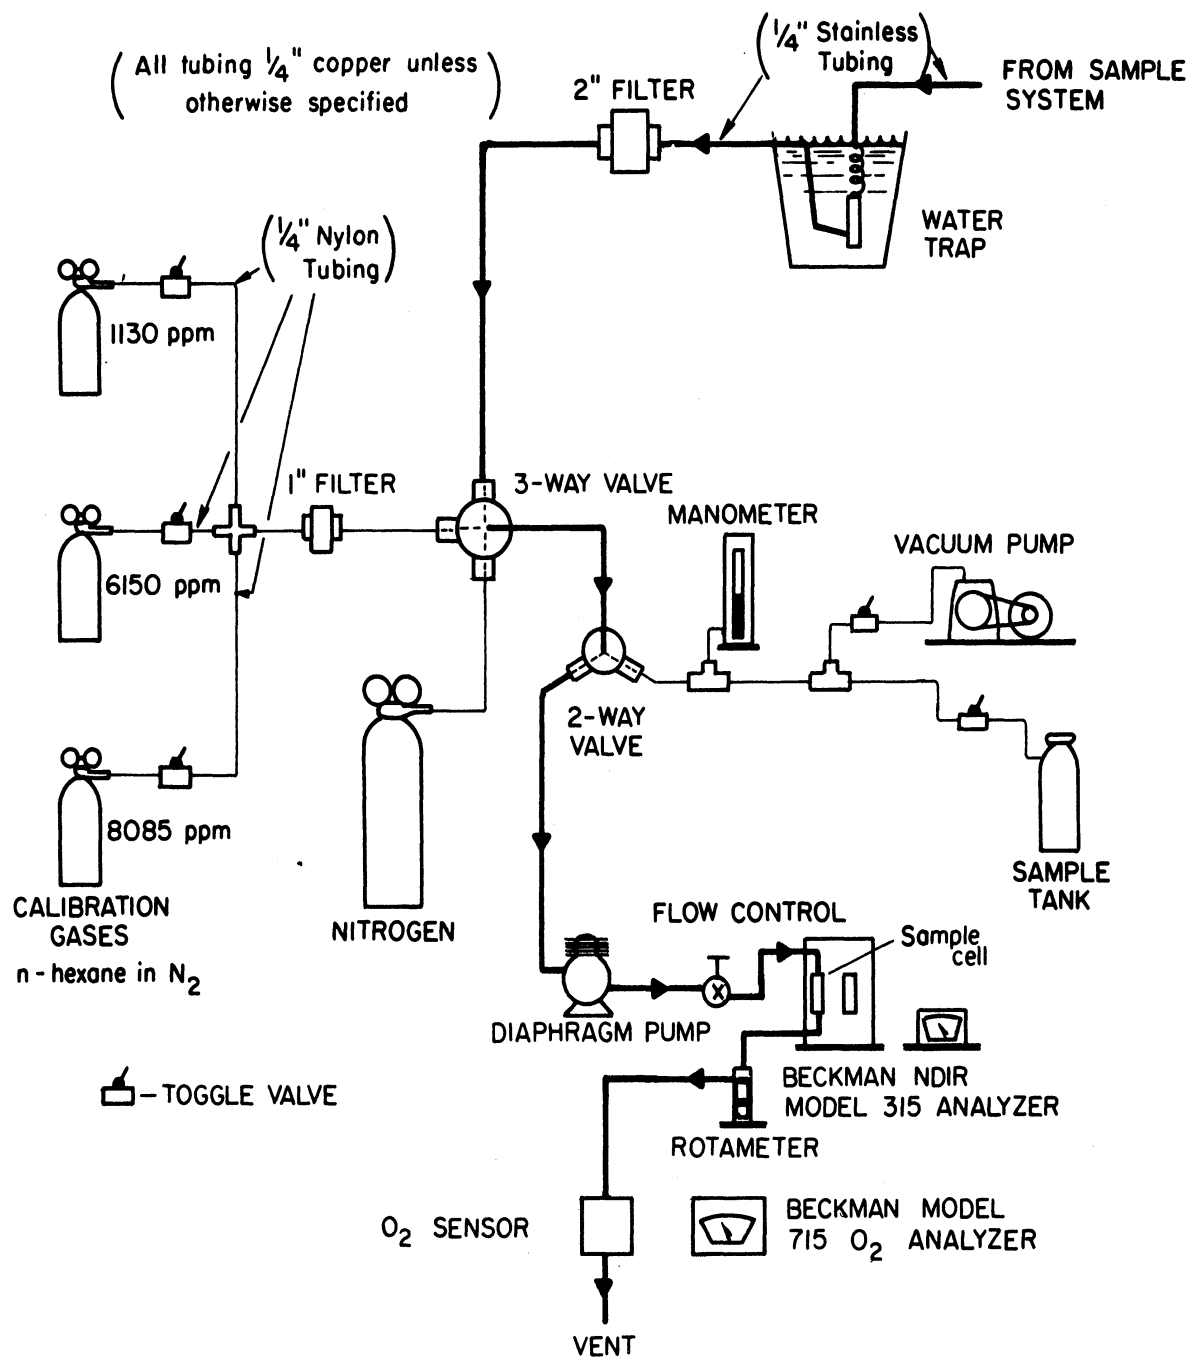 (All tubing 1/4" copper unless
otherwise specified)
(1/4" Stainless
Tubing)
FROM SAMPLE
SYSTEM
2" FILTER
WATER
TRAP
(1/4" Nylon
Tubing)
1130 ppm
1" FILTER
3-WAY VALVE
MANOMETER
VACUUM PUMP
6150 ppm
2-WAY
VALVE
8085 ppm
SAMPLE
TANK
CALIBRATION
GASES
n-hexane in N2
NITROGEN
FLOW CONTROL
Sample
cell
X
DIAPHRAGM PUMP
BECKMAN NDIR
MODEL 315 ANALYZER
-TOGGLE VALVE
ROTAMETER
O2 SENSOR
BECKMAN MODEL
715 O2 ANALYZER
VENT